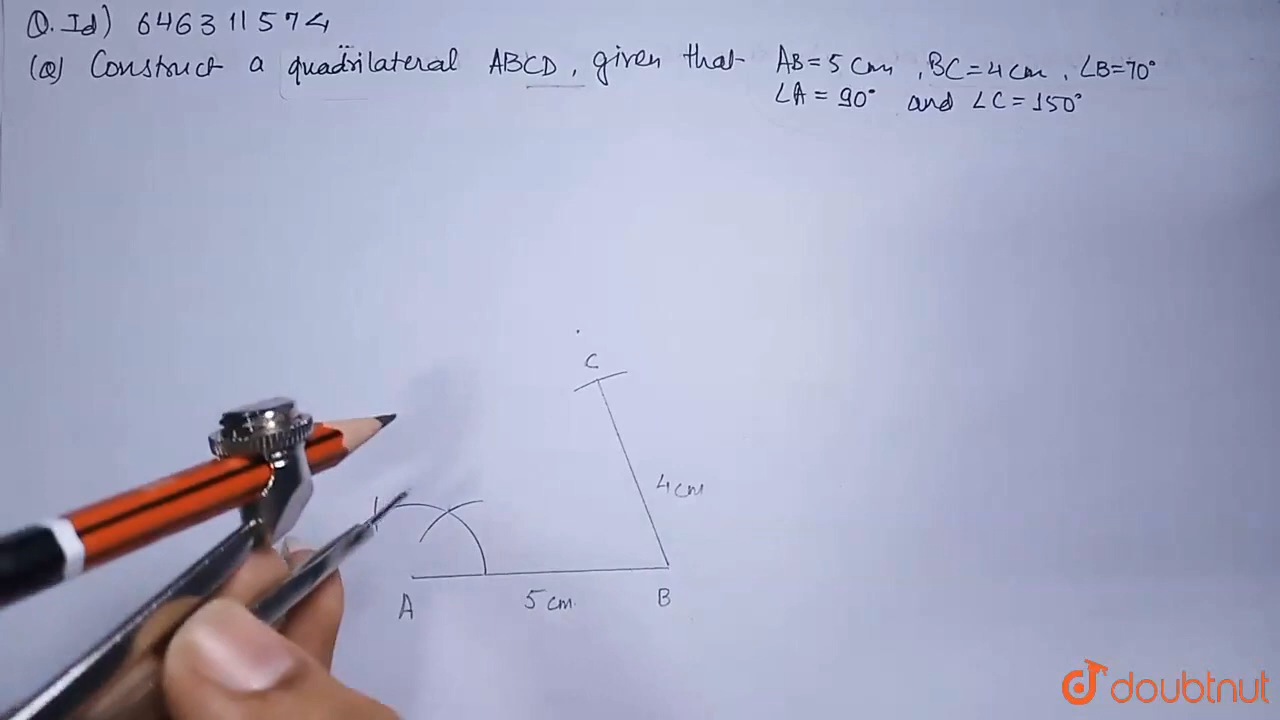 Q. Id) 646311574
(Q) Construct a quadrilateral ABCD, given that AB = 5 cm, BC = 4 cm, ∠B = 70°
∠A = 90° and ∠C = 150°
C
4 cm
A
5 cm.
B
doubtnut